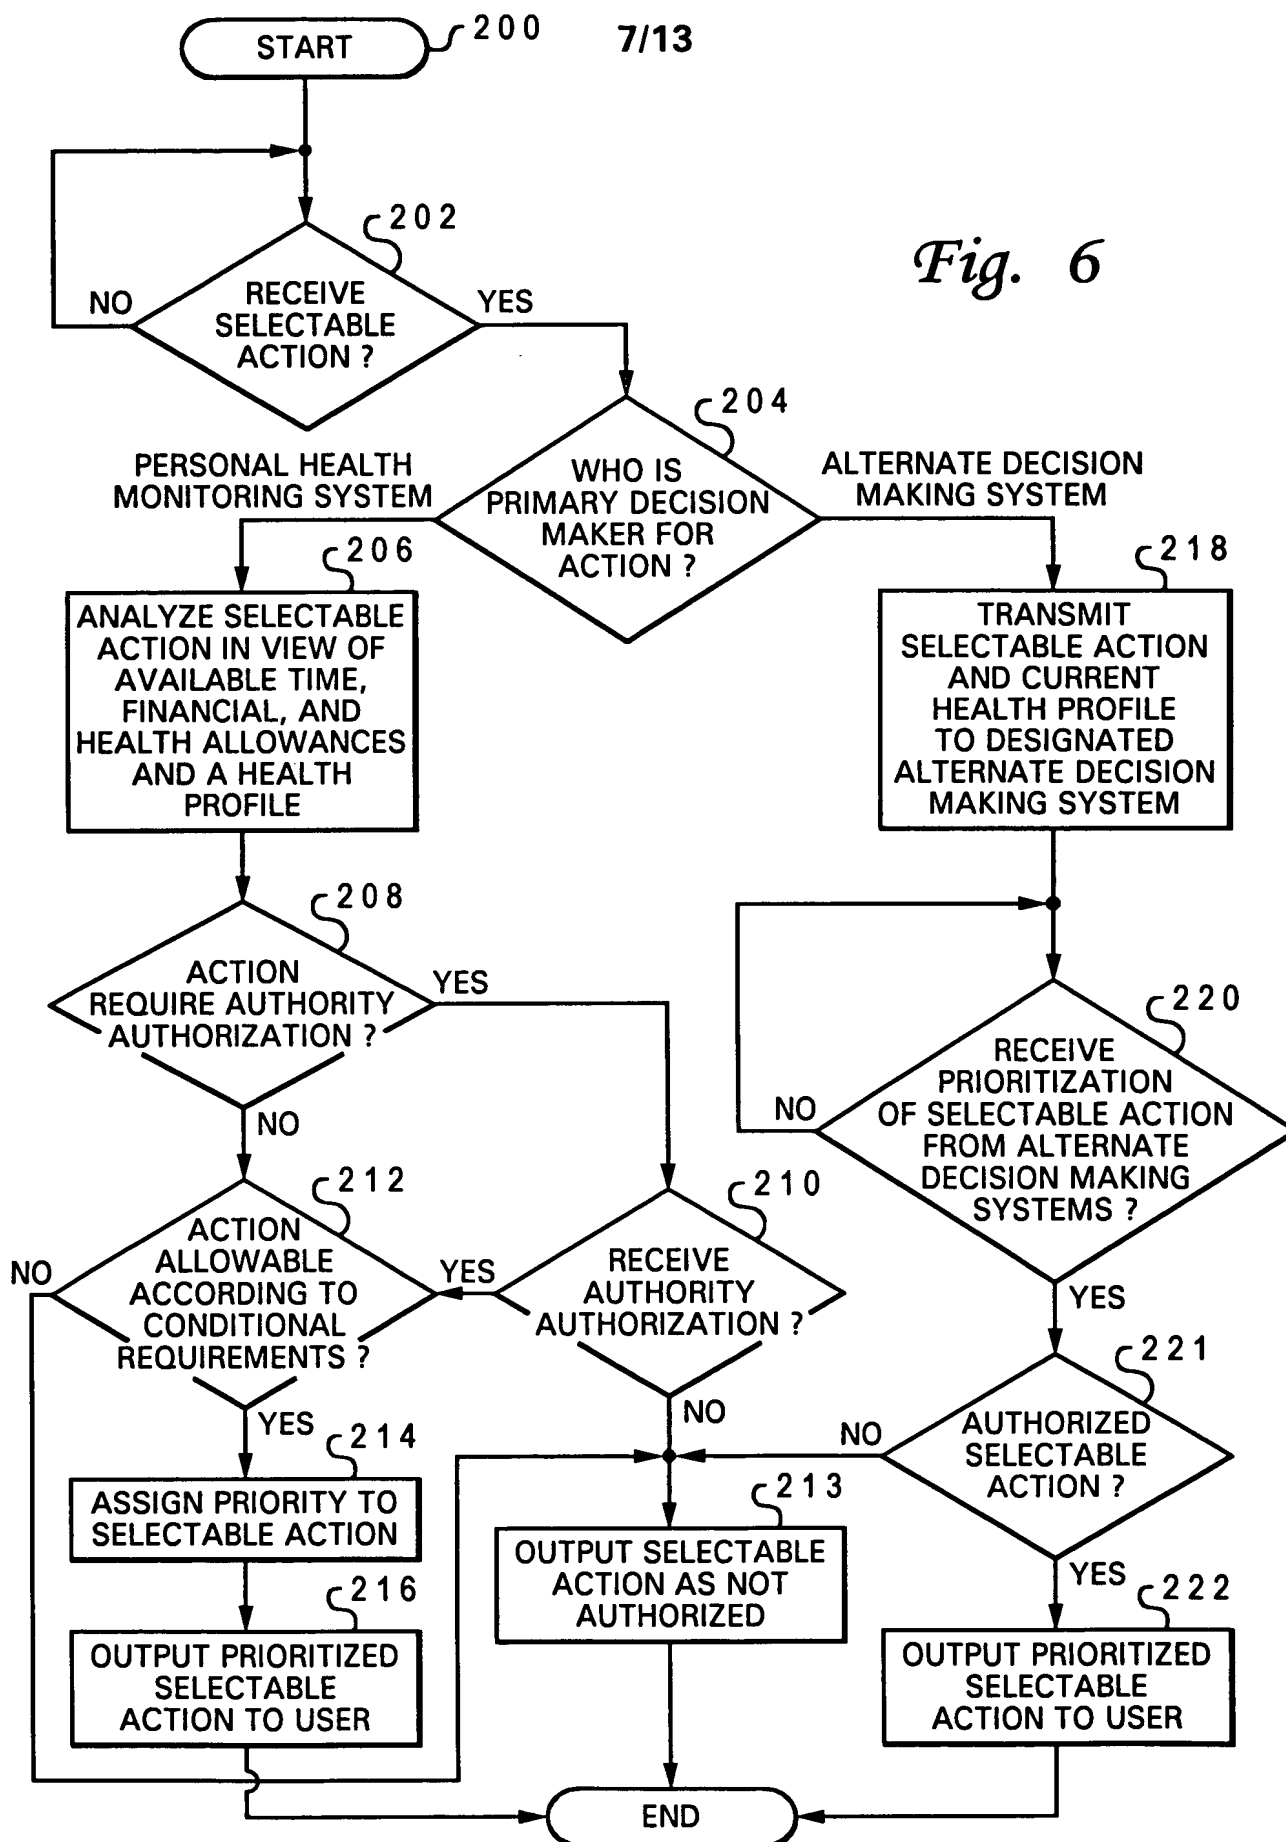 START
200
7/13
202
Fig. 6
RECEIVE
SELECTABLE
ACTION ?
NO
YES
204
WHO IS
PRIMARY DECISION
MAKER FOR
ACTION ?
PERSONAL HEALTH
MONITORING SYSTEM
ALTERNATE DECISION
MAKING SYSTEM
206
ANALYZE SELECTABLE
ACTION IN VIEW OF
AVAILABLE TIME,
FINANCIAL, AND
HEALTH ALLOWANCES
AND A HEALTH
PROFILE
218
TRANSMIT
SELECTABLE ACTION
AND CURRENT
HEALTH PROFILE
TO DESIGNATED
ALTERNATE DECISION
MAKING SYSTEM
208
ACTION
REQUIRE AUTHORITY
AUTHORIZATION ?
YES
NO
220
RECEIVE
PRIORITIZATION
OF SELECTABLE ACTION
FROM ALTERNATE
DECISION MAKING
SYSTEMS ?
NO
YES
212
ACTION
ALLOWABLE
ACCORDING TO
CONDITIONAL
REQUIREMENTS ?
NO
YES
210
RECEIVE
AUTHORITY
AUTHORIZATION ?
YES
NO
221
AUTHORIZED
SELECTABLE
ACTION ?
NO
YES
214
ASSIGN PRIORITY TO
SELECTABLE ACTION
213
OUTPUT SELECTABLE
ACTION AS NOT
AUTHORIZED
216
OUTPUT PRIORITIZED
SELECTABLE
ACTION TO USER
222
OUTPUT PRIORITIZED
SELECTABLE
ACTION TO USER
END